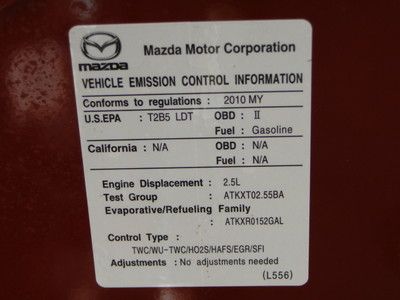 mazda
Mazda Motor Corporation
VEHICLE EMISSION CONTROL INFORMATION
Conforms to regulations : 2010 MY
U.S.EPA : T2B5 LDT OBD : II
Fuel : Gasoline
California : N/A OBD : N/A
Fuel : N/A
Engine Displacement : 2.5L
Test Group : ATKXT02.55BA
Evaporative/Refueling Family
: ATKXR0152GAL
Control Type :
TWC/WU-TWC/HO2S/HAFS/EGR/SFI
Adjustments : No adjustments needed
(L556)